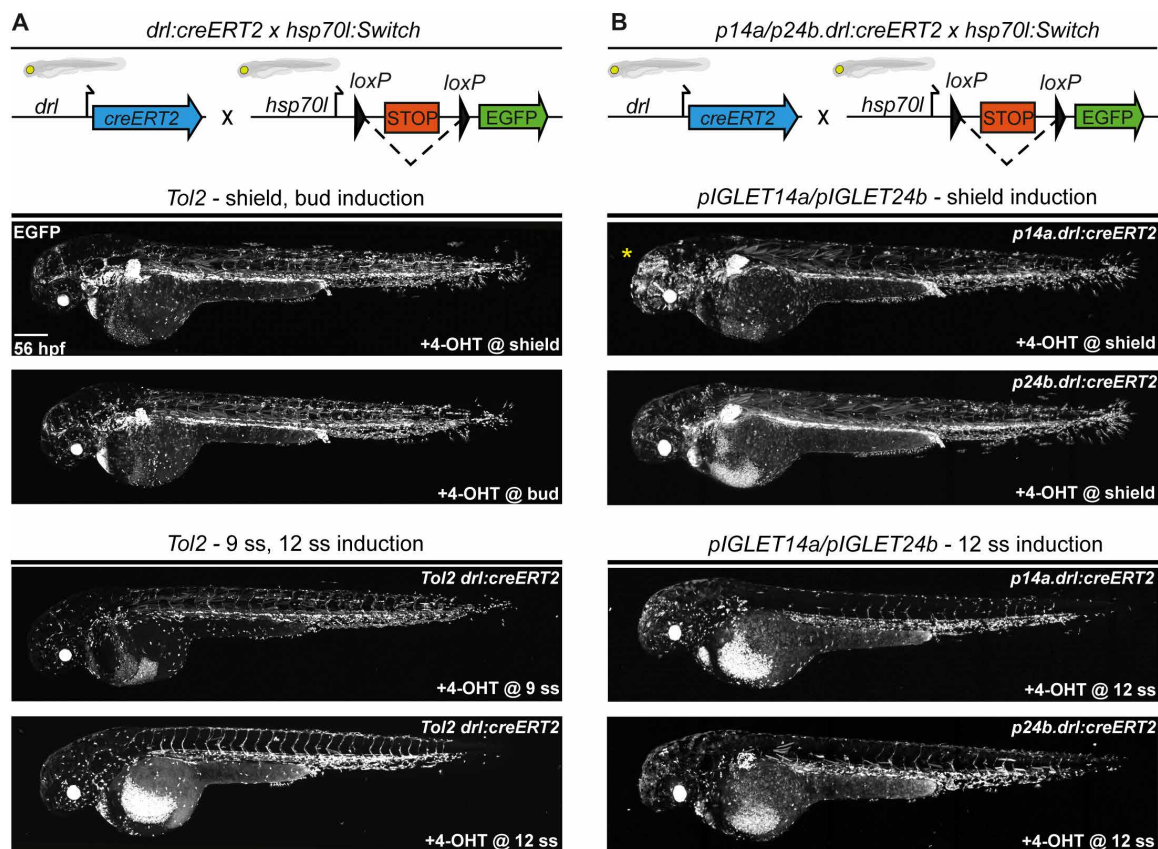 A
drl:creERT2 x hsp70l:Switch
drl
creERT2
x
hsp70l
loxP
STOP
loxP
EGFP
Tol2 - shield, bud induction
EGFP
56 hpf
+4-OHT @ shield
+4-OHT @ bud
Tol2 - 9 ss, 12 ss induction
Tol2 drl:creERT2
+4-OHT @ 9 ss
Tol2 drl:creERT2
+4-OHT @ 12 ss
B
p14a/p24b.drl:creERT2 x hsp70l:Switch
drl
creERT2
x
hsp70l
loxP
STOP
loxP
EGFP
pIGLET14a/pIGLET24b - shield induction
*
p14a.drl:creERT2
+4-OHT @ shield
p24b.drl:creERT2
+4-OHT @ shield
pIGLET14a/pIGLET24b - 12 ss induction
p14a.drl:creERT2
+4-OHT @ 12 ss
p24b.drl:creERT2
+4-OHT @ 12 ss